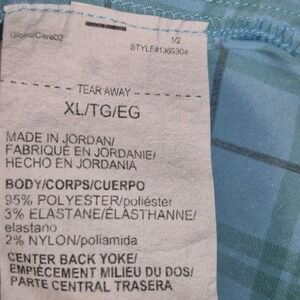 GlobalCare02
1/2
STYLE#1369304
TEAR AWAY
XL/TG/EG
MADE IN JORDAN/
FABRIQUÉ EN JORDANIE/
HECHO EN JORDANIA
BODY/CORPS/CUERPO
95% POLYESTER/poliéster
3% ELASTANE/ÉLASTHANNE/
elastano
2% NYLON/poliamida
CENTER BACK YOKE/
EMPIÈCEMENT MILIEU DU DOS/
PARTE CENTRAL TRASERA